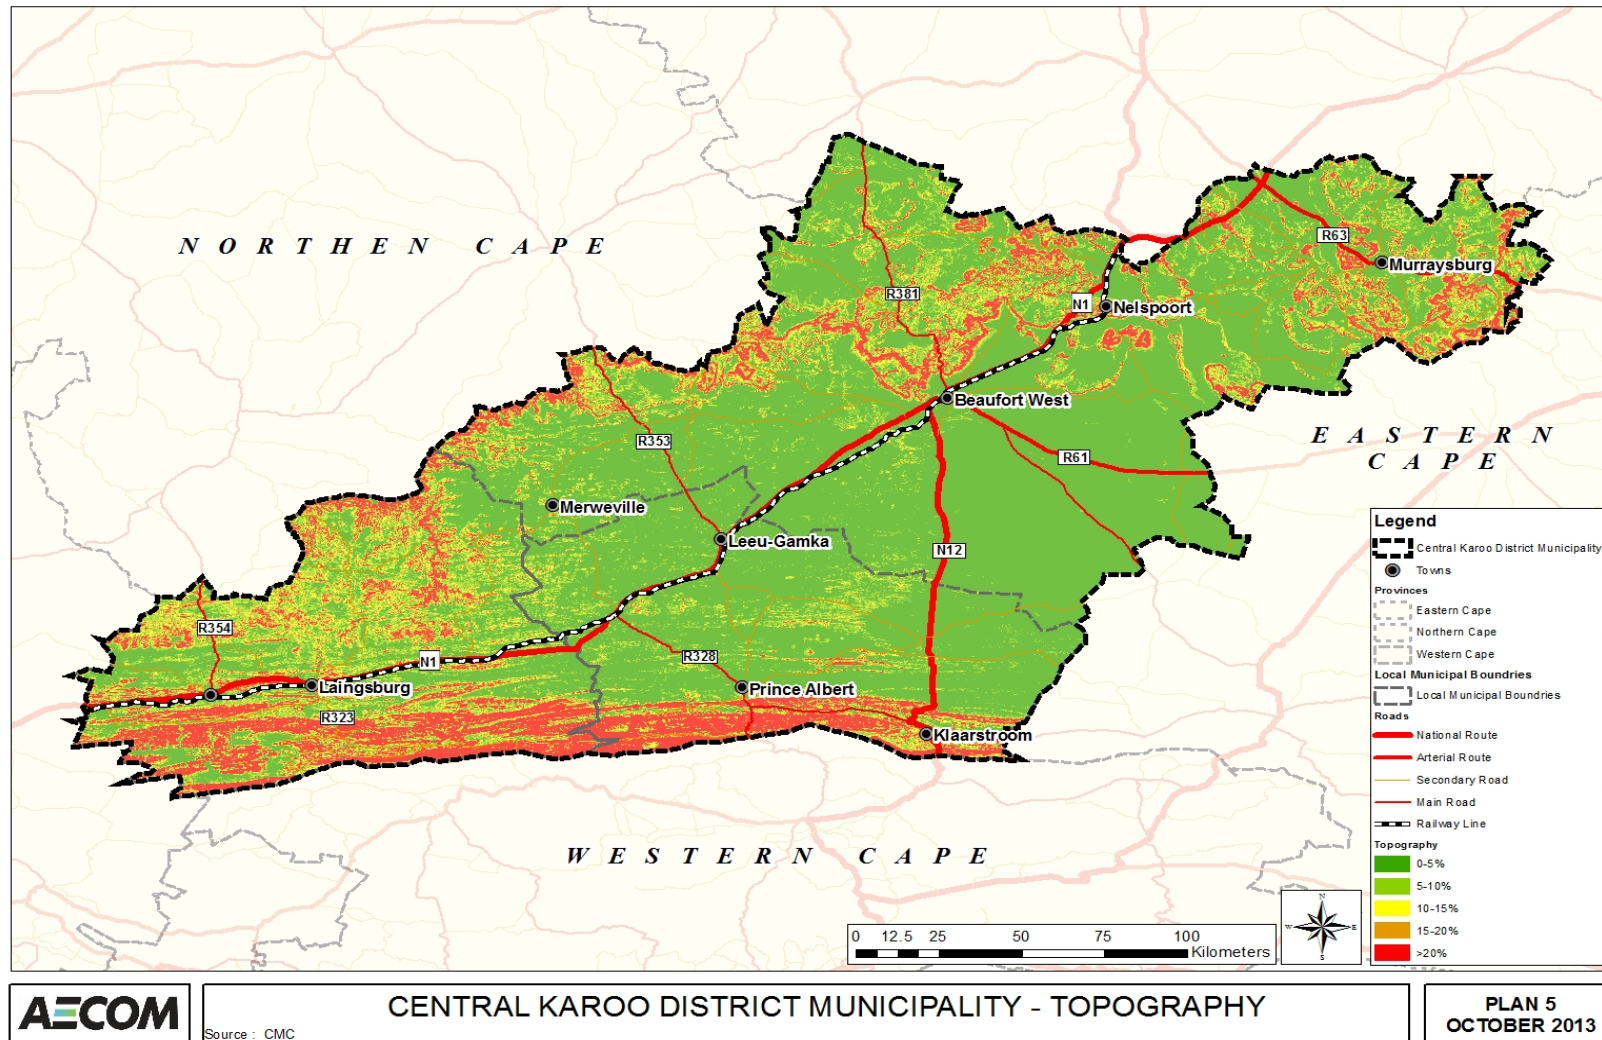 NORTHEN CAPE
R63
Murraysburg
R381
N1
Nelspoort
Beaufort West
EASTERN
CAPE
R353
R61
Merweville
Leeu-Gamka
N12
R354
N1
R328
Laingsburg
Prince Albert
R323
Klaarstroom
WESTERN CAPE
Legend
Central Karoo District Municipality
Towns
Provinces
Eastern Cape
Northern Cape
Western Cape
Local Municipal Boundaries
Local Municipal Boundaries
Roads
National Route
Arterial Route
Secondary Road
Main Road
Railway Line
Topography
0-5%
5-10%
10-15%
15-20%
>20%
N
W E
S
0 12.5 25 50 75 100
Kilometers
AECOM
CENTRAL KAROO DISTRICT MUNICIPALITY - TOPOGRAPHY
Source : CMC
PLAN 5
OCTOBER 2013